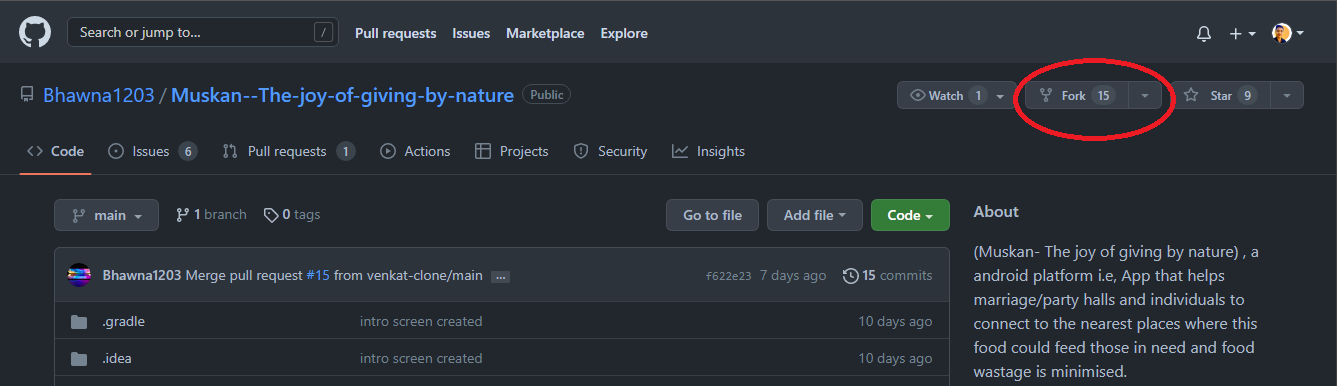 Search or jump to... / Pull requests Issues Marketplace Explore
Bhawna1203 / Muskan--The-joy-of-giving-by-nature Public Watch 1 Fork 15 Star 9
Code Issues 6 Pull requests 1 Actions Projects Security Insights
main 1 branch 0 tags Go to file Add file Code
About
Bhawna1203 Merge pull request #15 from venkat-clone/main ... f622e23 7 days ago 15 commits
.gradle intro screen created 10 days ago
.idea intro screen created 10 days ago
(Muskan- The joy of giving by nature) , a
android platform i.e, App that helps
marriage/party halls and individuals to
connect to the nearest places where this
food could feed those in need and food
wastage is minimised.